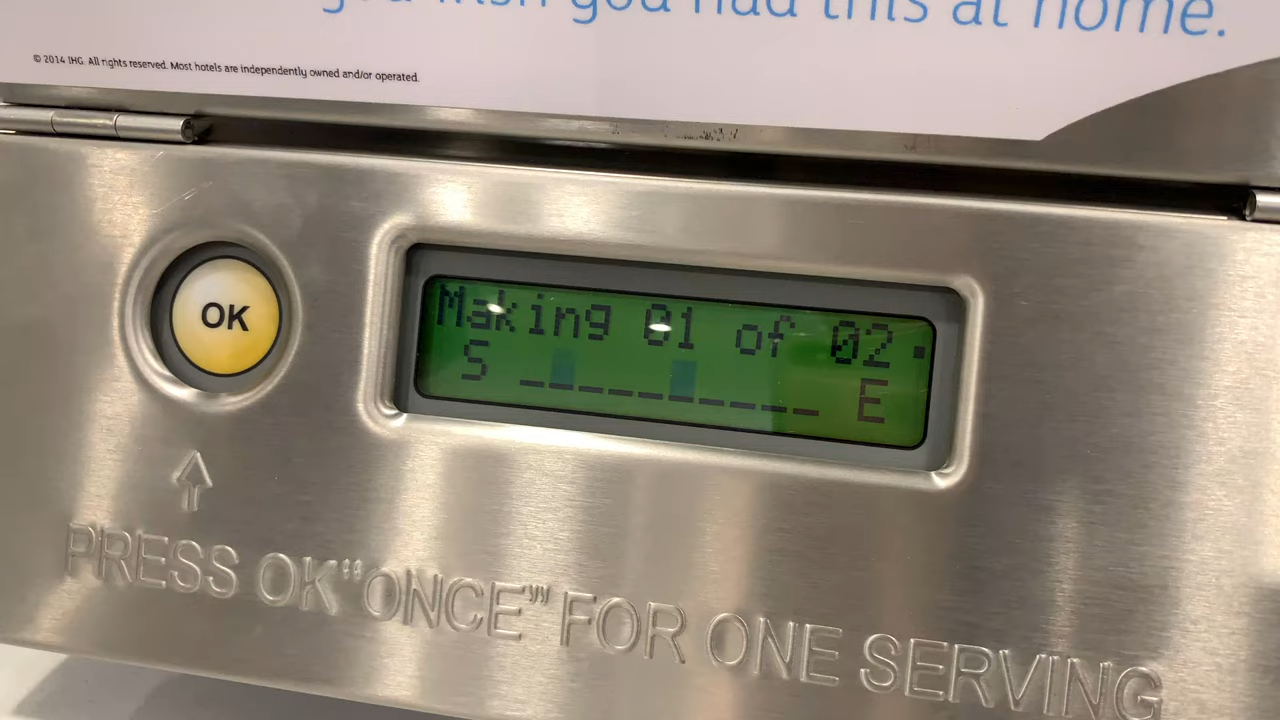 you wish you had this at home.
© 2014 IHG. All rights reserved. Most hotels are independently owned and/or operated.
OK
Making 01 of 02.
S _ _ _ _ _ _ _ _ _ _ E
PRESS OK “ONCE” FOR ONE SERVING